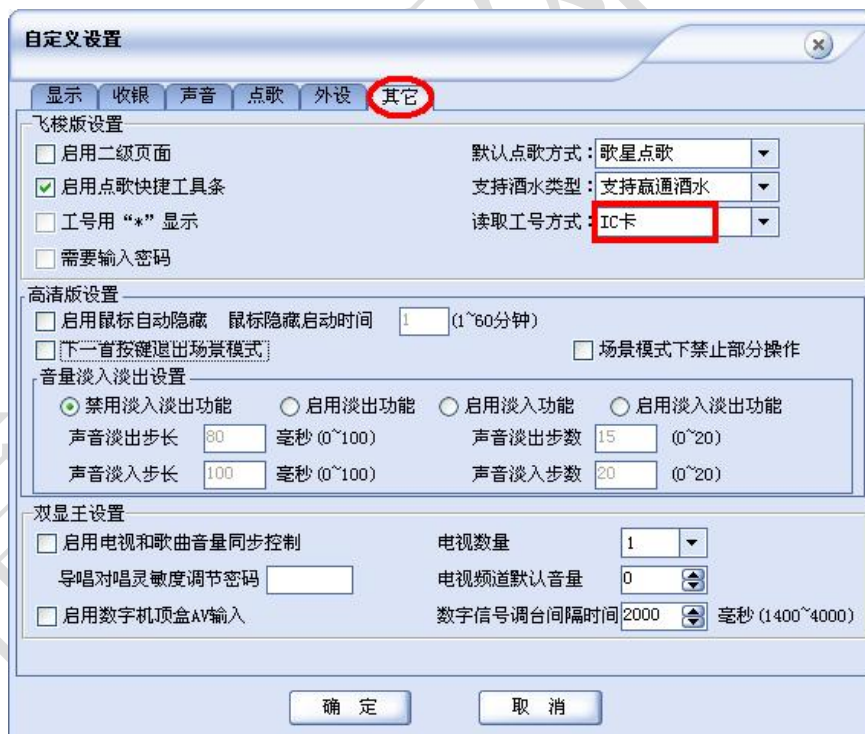 自定义设置
显示 收银 声音 点歌 外设 其它
飞梭版设置
启用二级页面 默认点歌方式：歌星点歌
启用点歌快捷工具条 支持酒水类型：支持赢通酒水
工号用“*”显示 读取工号方式：IC卡
需要输入密码
高清版设置
启用鼠标自动隐藏 鼠标隐藏启动时间 1 (1~60分钟)
下一首按键退出场景模式 场景模式下禁止部分操作
音量淡入淡出设置
禁用淡入淡出功能 启用淡出功能 启用淡入功能 启用淡入淡出功能
声音淡出步长 80 毫秒(0~100) 声音淡出步数 15 (0~20)
声音淡入步长 100 毫秒(0~100) 声音淡入步数 20 (0~20)
双显王设置
启用电视和歌曲音量同步控制 电视数量 1
导唱对唱灵敏度调节密码 电视频道默认音量 0
启用数字机顶盒AV输入 数字信号调台间隔时间 2000 毫秒(1400~4000)
确 定 取 消